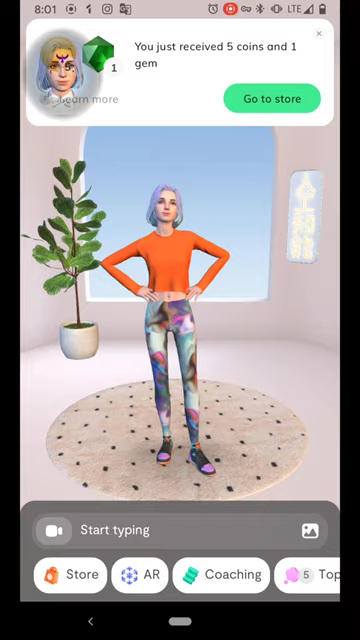 8:01
LTE
You just received 5 coins and 1
gem
1
Learn more
Go to store
Start typing
Store
AR
Coaching
5
Top